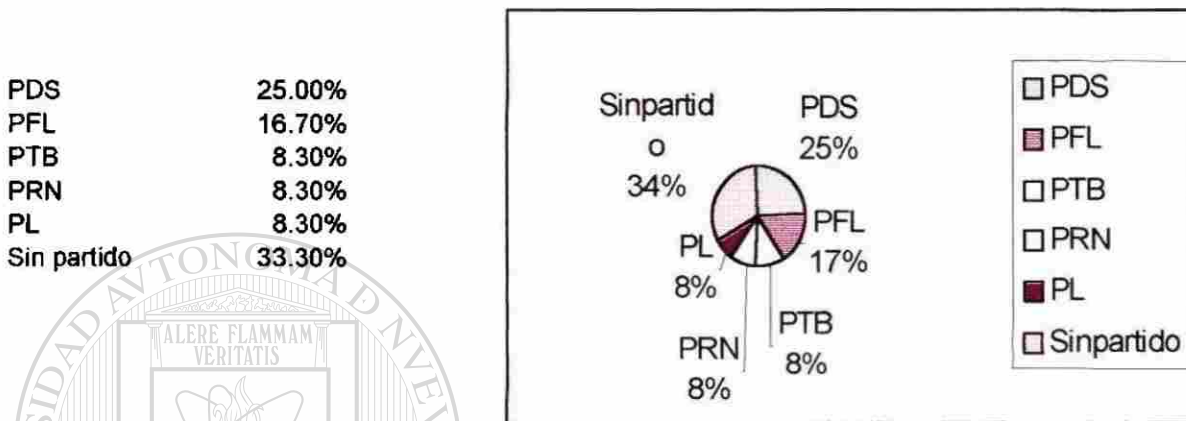 PDS 25.00%
PFL 16.70%
PTB 8.30%
PRN 8.30%
PL 8.30%
Sin partido 33.30%
Sinpartid
o
34%
PDS
25%
PFL
17%
PTB
8%
PRN
8%
PL
8%
PDS
PFL
PTB
PRN
PL
Sinpartido
ALERE FLAMMAM
VERITATIS